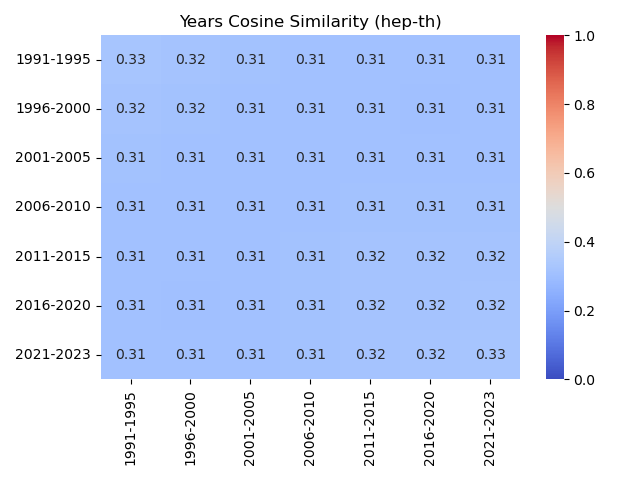 Years Cosine Similarity (hep-th)
1991-1995 0.33 0.32 0.31 0.31 0.31 0.31 0.31
1996-2000 0.32 0.32 0.31 0.31 0.31 0.31 0.31
2001-2005 0.31 0.31 0.31 0.31 0.31 0.31 0.31
2006-2010 0.31 0.31 0.31 0.31 0.31 0.31 0.31
2011-2015 0.31 0.31 0.31 0.31 0.32 0.32 0.32
2016-2020 0.31 0.31 0.31 0.31 0.32 0.32 0.32
2021-2023 0.31 0.31 0.31 0.31 0.32 0.32 0.33
1991-1995 1996-2000 2001-2005 2006-2010 2011-2015 2016-2020 2021-2023
1.0
0.8
0.6
0.4
0.2
0.0